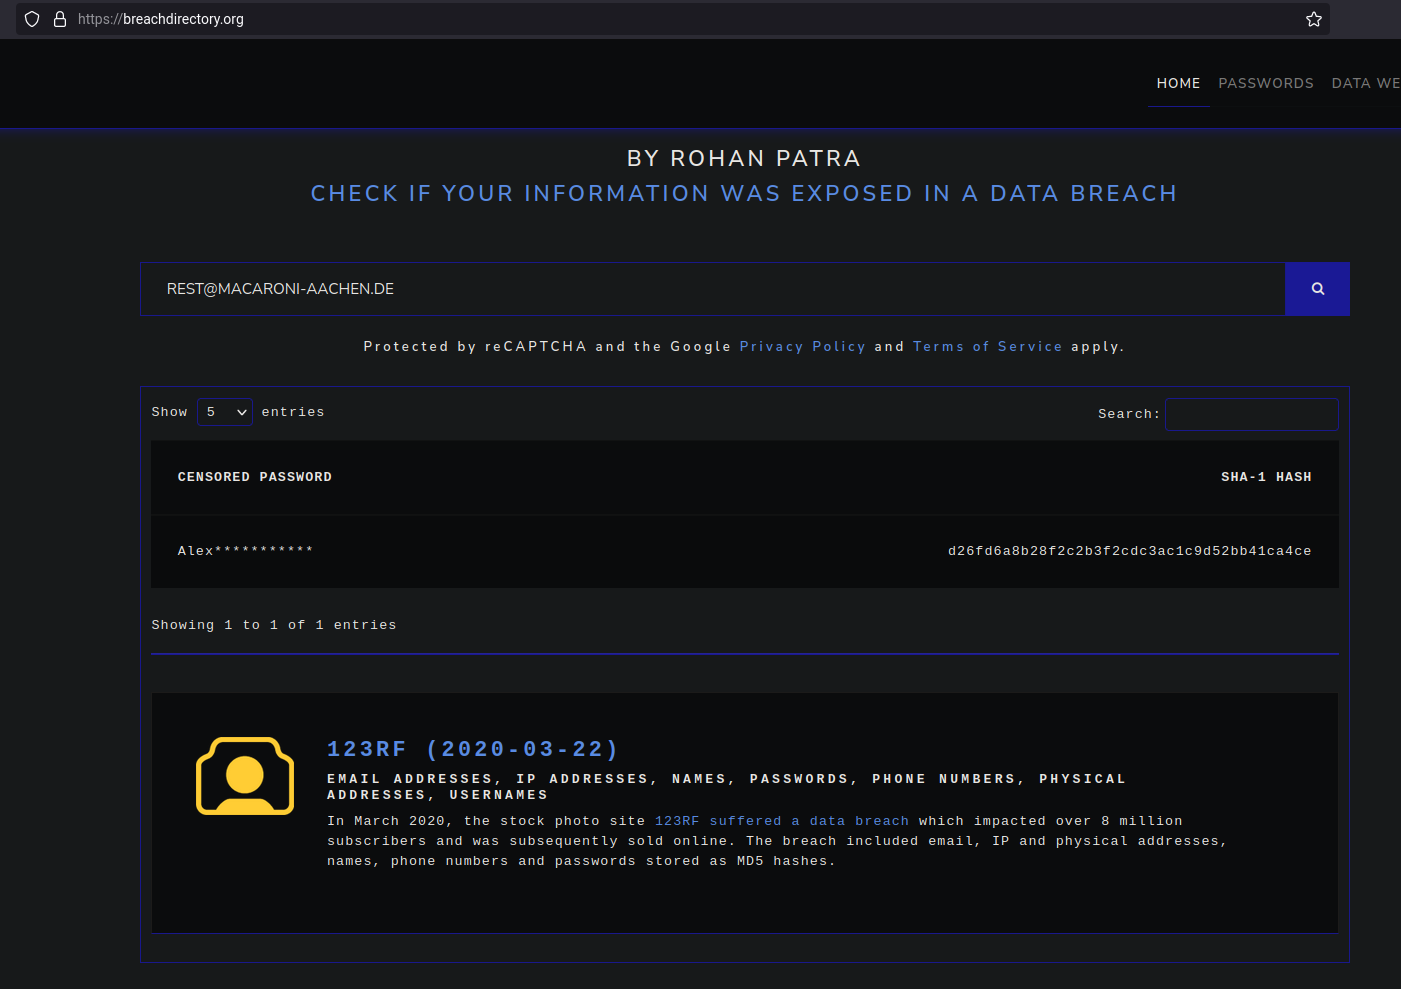 https://breachdirectory.org
HOME PASSWORDS DATA WE
BY ROHAN PATRA
CHECK IF YOUR INFORMATION WAS EXPOSED IN A DATA BREACH
REST@MACARONI-AACHEN.DE
Protected by reCAPTCHA and the Google Privacy Policy and Terms of Service apply.
Show 5 entries Search:
CENSORED PASSWORD SHA-1 HASH
Alex*********** d26fd6a8b28f2c2b3f2cdc3ac1c9d52bb41ca4ce
Showing 1 to 1 of 1 entries
123RF (2020-03-22)
EMAIL ADDRESSES, IP ADDRESSES, NAMES, PASSWORDS, PHONE NUMBERS, PHYSICAL
ADDRESSES, USERNAMES
In March 2020, the stock photo site 123RF suffered a data breach which impacted over 8 million
subscribers and was subsequently sold online. The breach included email, IP and physical addresses,
names, phone numbers and passwords stored as MD5 hashes.